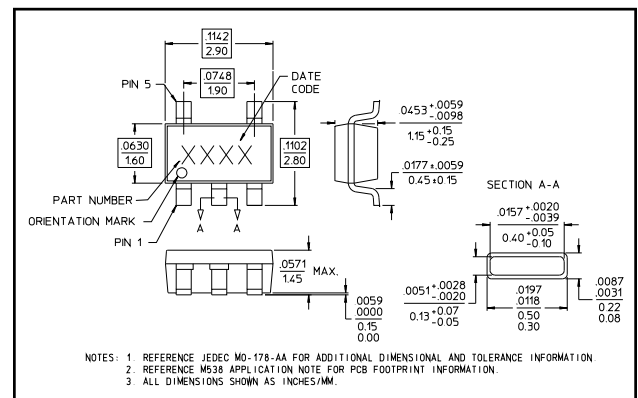 .1142
2.90
.0748
1.90
PIN 5
DATE
CODE
.0630
1.60
XXXX
.1102
2.80
PART NUMBER
ORIENTATION MARK
PIN 1
A
A
.0453 +.0059 -.0098
1.15 +0.15 -0.25
.0177 ±.0059
0.45±0.15
SECTION A-A
.0157 +.0020 -.0039
0.40 +0.05 -0.10
.0571
1.45
MAX.
.0059
.0000
0.15
0.00
.0051 +.0028 -.0020
0.13 +0.07 -0.05
.0197
.0118
0.50
0.30
.0087
.0031
0.22
0.08
NOTES: 1. REFERENCE JEDEC MO-178-AA FOR ADDITIONAL DIMENSIONAL AND TOLERANCE INFORMATION.
2. REFERENCE M538 APPLICATION NOTE FOR PCB FOOTPRINT INFORMATION.
3. ALL DIMENSIONS SHOWN AS INCHES/MM.